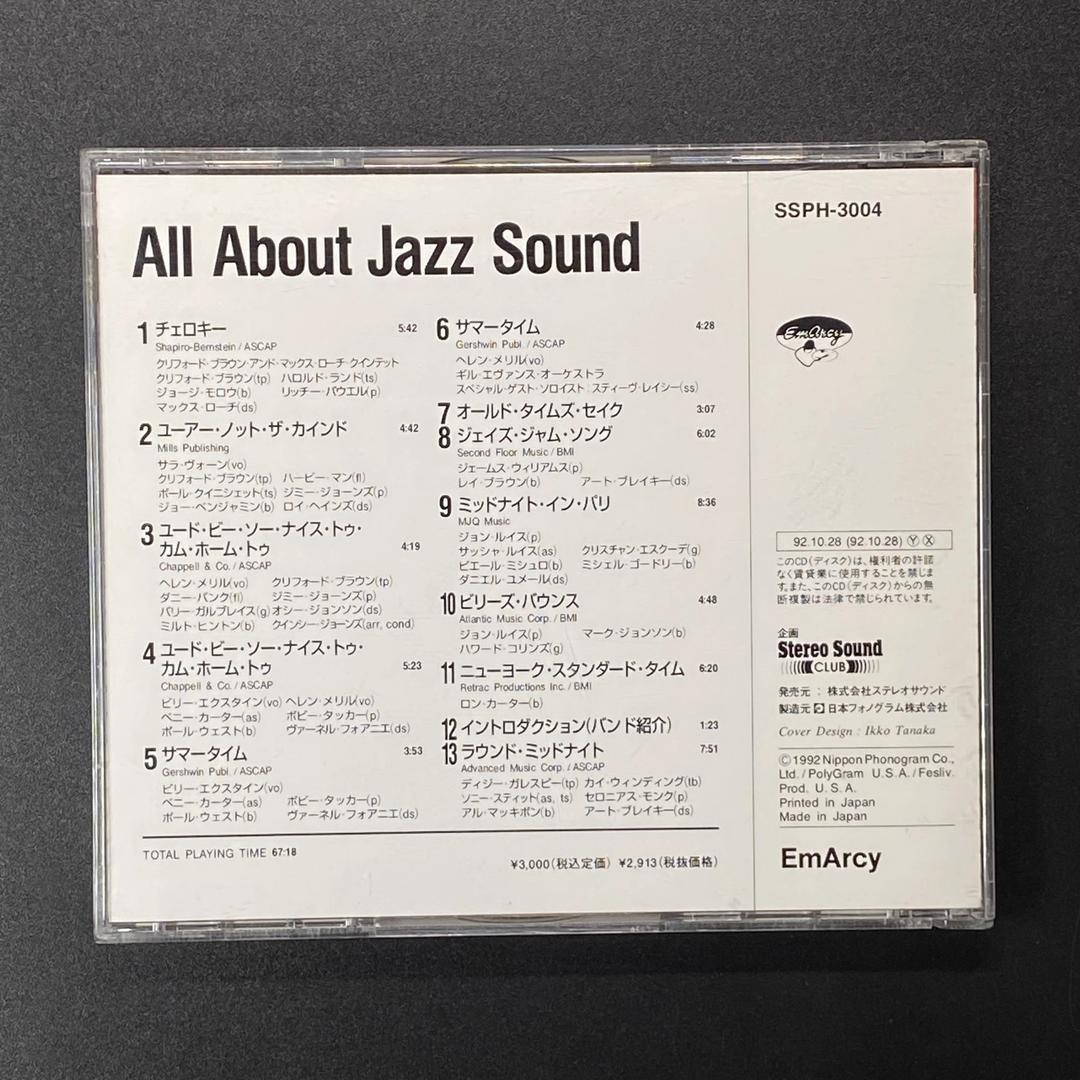 All About Jazz Sound
1 チェロキー 5:42
Shapiro-Bernstein / ASCAP
クリフォード・ブラウン・アンド・マックス・ローチ・クインテット
クリフォード・ブラウン(tp) ハロルド・ランド(ts)
ジョージ・モロウ(b) リッチー・パウエル(p)
マックス・ローチ(ds)
2 ユーアー・ノット・ザ・カインド 4:42
Mills Publishing
サラ・ヴォーン(vo)
クリフォード・ブラウン(tp) ハービー・マン(fl)
ポール・クイニシェット(ts) ジミー・ジョーンズ(p)
ジョー・ベンジャミン(b) ロイ・ヘインズ(ds)
3 ユード・ビー・ソー・ナイス・トゥ・
カム・ホーム・トゥ 4:19
Chappell & Co. / ASCAP
ヘレン・メリル(vo) クリフォード・ブラウン(tp)
ダニー・バンク(fl) ジミー・ジョーンズ(p)
バリー・ガルブレイス(g) オシー・ジョンソン(ds)
ミルト・ヒントン(b) クインシー・ジョーンズ(arr, cond)
4 ユード・ビー・ソー・ナイス・トゥ・
カム・ホーム・トゥ 5:23
Chappell & Co. / ASCAP
ビリー・エクスタイン(vo) ヘレン・メリル(vo)
ベニー・カーター(as) ボビー・タッカー(p)
ポール・ウェスト(b) ヴァーネル・フォアニエ(ds)
5 サマータイム 3:53
Gershwin Publ. / ASCAP
ビリー・エクスタイン(vo)
ベニー・カーター(as) ボビー・タッカー(p)
ポール・ウェスト(b) ヴァーネル・フォアニエ(ds)
6 サマータイム 4:28
Gershwin Publ. / ASCAP
ヘレン・メリル(vo)
ギル・エヴァンス・オーケストラ
スペシャル・ゲスト・ソロイスト:スティーヴ・レイシー(ss)
7 オールド・タイムズ・セイク 3:07
8 ジェイズ・ジャム・ソング 6:02
Second Floor Music / BMI
ジェームス・ウィリアムス(p)
レイ・ブラウン(b) アート・ブレイキー(ds)
9 ミッドナイト・イン・パリ 8:36
MJQ Music
ジョン・ルイス(p)
サッシャ・ルイス(as) クリスチャン・エスクーデ(g)
ピエール・ミシュロ(b) ミシェル・ゴードリー(b)
ダニエル・ユメール(ds)
10 ビリーズ・バウンス 4:48
Atlantic Music Corp. / BMI
ジョン・ルイス(p) マーク・ジョンソン(b)
ハワード・コリンズ(g)
11 ニューヨーク・スタンダード・タイム 6:20
Retrac Productions Inc. / BMI
ロン・カーター(b)
12 イントロダクション(バンド紹介) 1:23
13 ラウンド・ミッドナイト 7:51
Advanced Music Corp. / ASCAP
ディジー・ガレスピー(tp) カイ・ウィンディング(tb)
ソニー・スティット(as, ts) セロニアス・モンク(p)
アル・マッキボン(b) アート・ブレイキー(ds)
TOTAL PLAYING TIME 67:18
¥3,000(税込定価) ¥2,913(税抜価格)
SSPH-3004
EmArcy
92.10.28 (92.10.28) Ⓨ Ⓧ
このCD(ディスク)は、権利者の許諾
なく賃貸業に使用することを禁じま
す。また、このCD(ディスク)からの無
断複製は法律で禁じられています。
企画
Stereo Sound
CLUB
発売元:株式会社ステレオサウンド
製造元 日本フォノグラム株式会社
Cover Design : Ikko Tanaka
©1992 Nippon Phonogram Co.,
Ltd. / PolyGram U.S.A. / Fesliv.
Prod. U.S.A.
Printed in Japan
Made in Japan
EmArcy